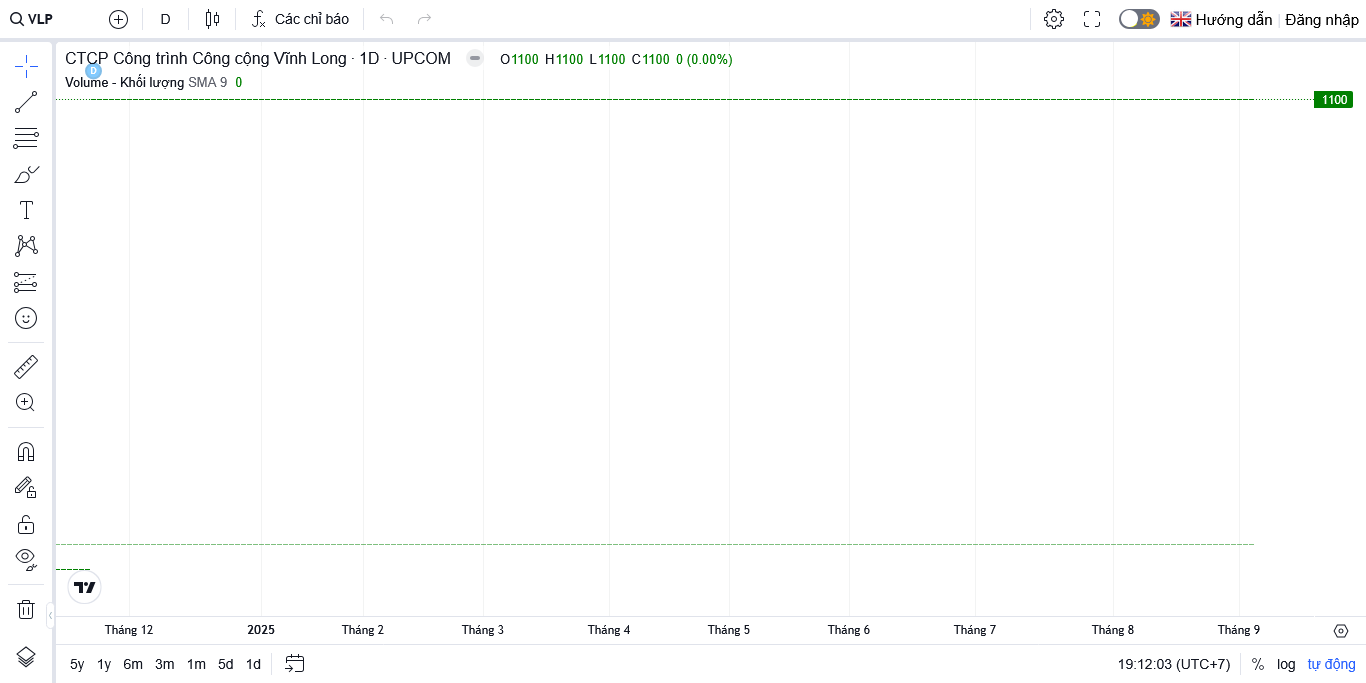 VLP D Các chỉ báo Hướng dẫn Đăng nhập
CTCP Công trình Công cộng Vĩnh Long · 1D · UPCOM O1100 H1100 L1100 C1100 0 (0.00%)
D
Volume - Khối lượng SMA 9 0
1100
Tháng 12 2025 Tháng 2 Tháng 3 Tháng 4 Tháng 5 Tháng 6 Tháng 7 Tháng 8 Tháng 9
5y 1y 6m 3m 1m 5d 1d 19:12:03 (UTC+7) % log tự động